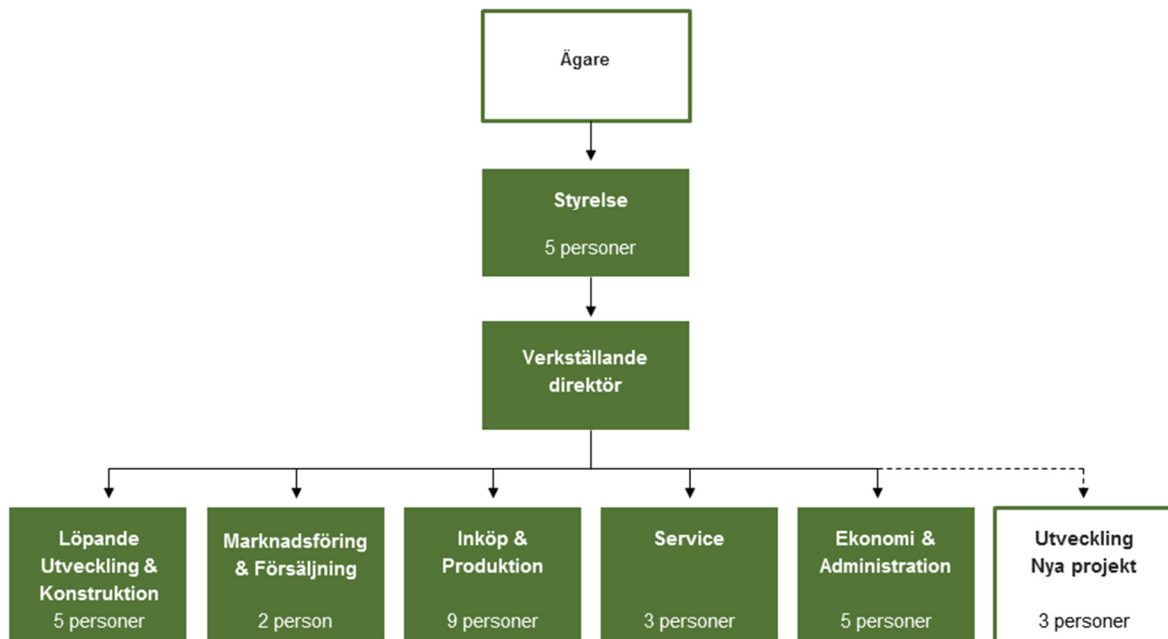 Ägare
Styrelse
5 personer
Verkställande
direktör
Löpande
Utveckling &
Konstruktion
5 personer
Marknadsföring
& Försäljning
2 person
Inköp &
Produktion
9 personer
Service
3 personer
Ekonomi &
Administration
5 personer
Utveckling
Nya projekt
3 personer